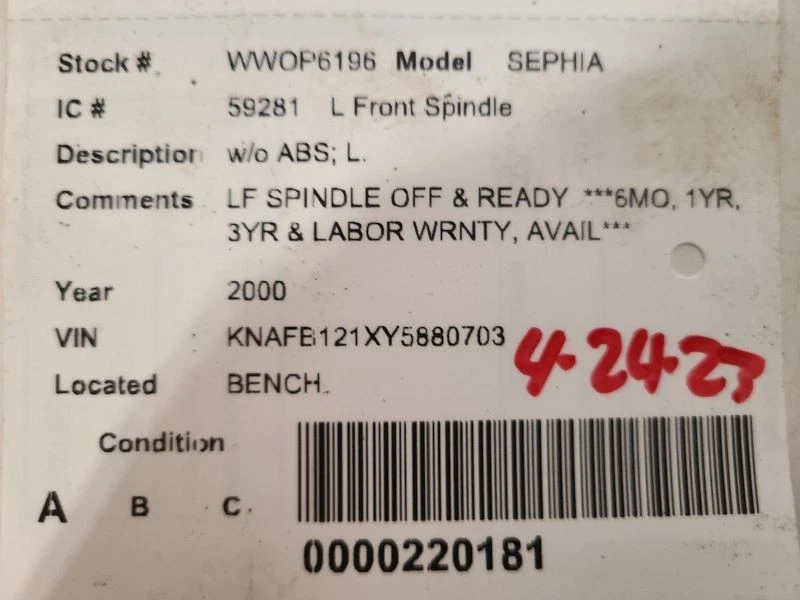 Stock # WWOP6196 Model SEPHIA
IC # 59281 L Front Spindle
Description w/o ABS; L.
Comments LF SPINDLE OFF & READY ***6MO, 1YR,
3YR & LABOR WRNTY, AVAIL***
Year 2000
VIN KNAFB121XY5880703
4-24-23
Located BENCH.
Condition
A B C
0000220181